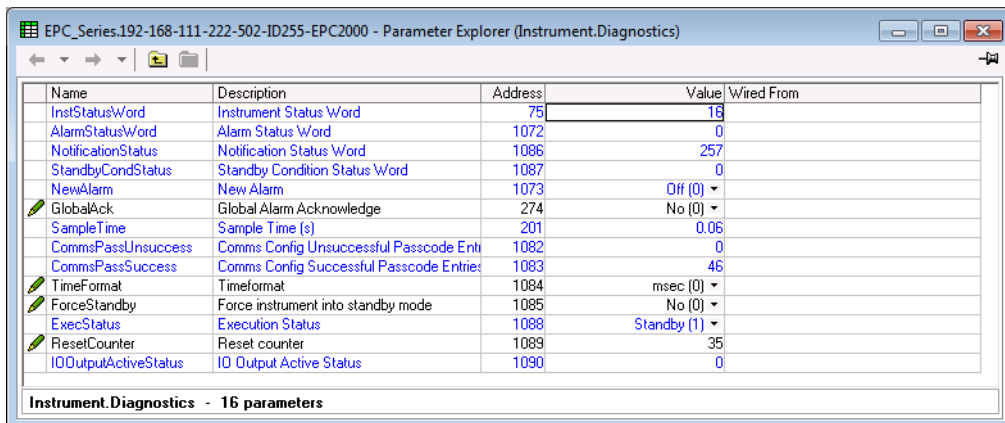 EPC_Series.192-168-111-222-502-ID255-EPC2000 - Parameter Explorer (Instrument.Diagnostics)
Name Description Address Value Wired From
InstStatusWord Instrument Status Word 75 16
AlarmStatusWord Alarm Status Word 1072 0
NotificationStatus Notification Status Word 1086 257
StandbyCondStatus Standby Condition Status Word 1087 0
NewAlarm New Alarm 1073 Off (0)
GlobalAck Global Alarm Acknowledge 274 No (0)
SampleTime Sample Time (s) 201 0.06
CommsPassUnsuccess Comms Config Unsuccessful Passcode Entri 1082 0
CommsPassSuccess Comms Config Successful Passcode Entries 1083 46
TimeFormat Timeformat 1084 msec (0)
ForceStandby Force instrument into standby mode 1085 No (0)
ExecStatus Execution Status 1088 Standby (1)
ResetCounter Reset counter 1089 35
IOOutputActiveStatus IO Output Active Status 1090 0
Instrument.Diagnostics - 16 parameters